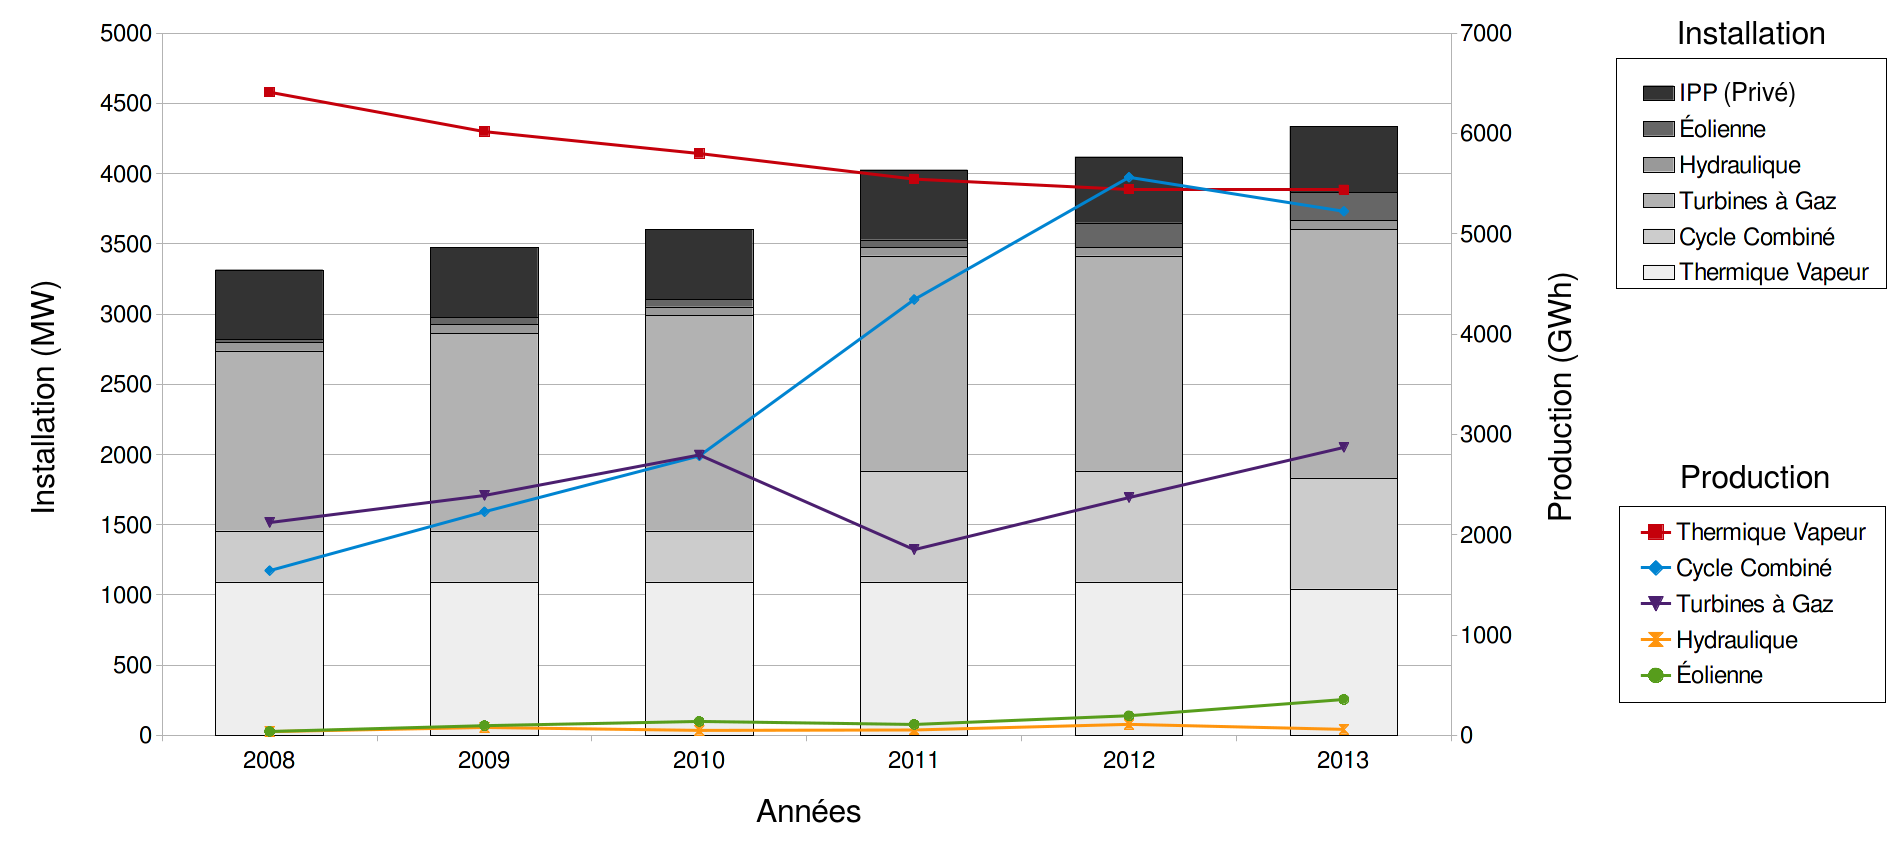 Installation (MW)
5000
4500
4000
3500
3000
2500
2000
1500
1000
500
0
2008
2009
2010
2011
2012
2013
Années
7000
6000
5000
4000
3000
2000
1000
0
Production (GWh)
Installation
IPP (Privé)
Éolienne
Hydraulique
Turbines à Gaz
Cycle Combiné
Thermique Vapeur
Production
Thermique Vapeur
Cycle Combiné
Turbines à Gaz
Hydraulique
Éolienne